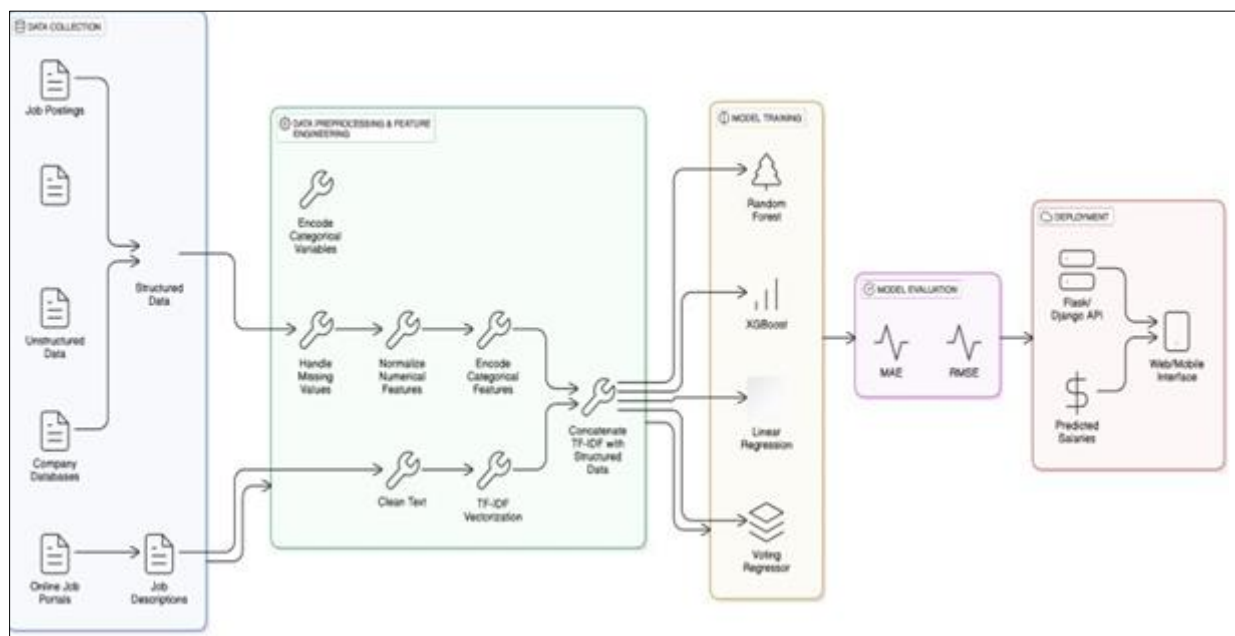 DATA COLLECTION
Job Postings
Unstructured
Data
Company
Databases
Online Job
Portals
Job
Descriptions
Structured
Data
DATA PREPROCESSING & FEATURE
ENGINEERING
Encode
Categorical
Variables
Handle
Missing
Values
Normalize
Numerical
Features
Encode
Categorical
Features
Clean Text
TF-IDF
Vectorization
Concatenate
TF-IDF with
Structured
Data
MODEL TRAINING
Random
Forest
XGBoost
Linear
Regression
Voting
Regressor
MODEL EVALUATION
MAE
RMSE
DEPLOYMENT
Flask/
Django API
Predicted
Salaries
Web/Mobile
Interface